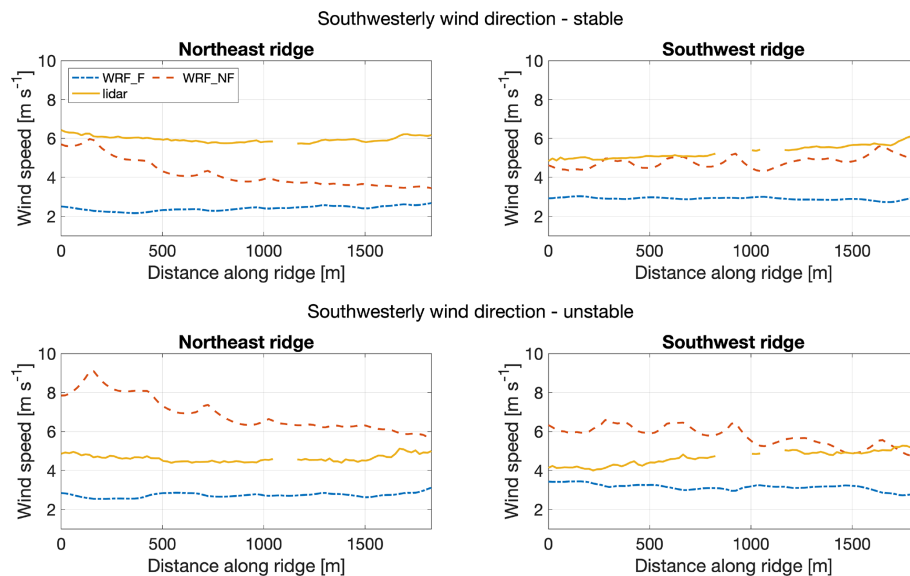 Southwesterly wind direction - stable
Northeast ridge
Wind speed [m s⁻¹]
10
8
6
4
2
WRF_F WRF_NF
lidar
0 500 1000 1500
Distance along ridge [m]
Southwest ridge
Wind speed [m s⁻¹]
10
8
6
4
2
0 500 1000 1500
Distance along ridge [m]
Southwesterly wind direction - unstable
Northeast ridge
Wind speed [m s⁻¹]
10
8
6
4
2
0 500 1000 1500
Distance along ridge [m]
Southwest ridge
Wind speed [m s⁻¹]
10
8
6
4
2
0 500 1000 1500
Distance along ridge [m]